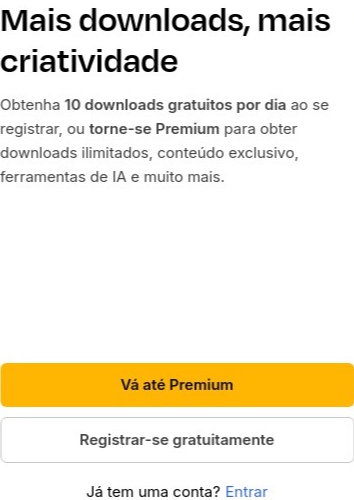 Mais downloads, mais
criatividade
Obtenha 10 downloads gratuitos por dia ao se
registrar, ou torne-se Premium para obter
downloads ilimitados, conteúdo exclusivo,
ferramentas de IA e muito mais.
Vá até Premium
Registrar-se gratuitamente
Já tem uma conta? Entrar